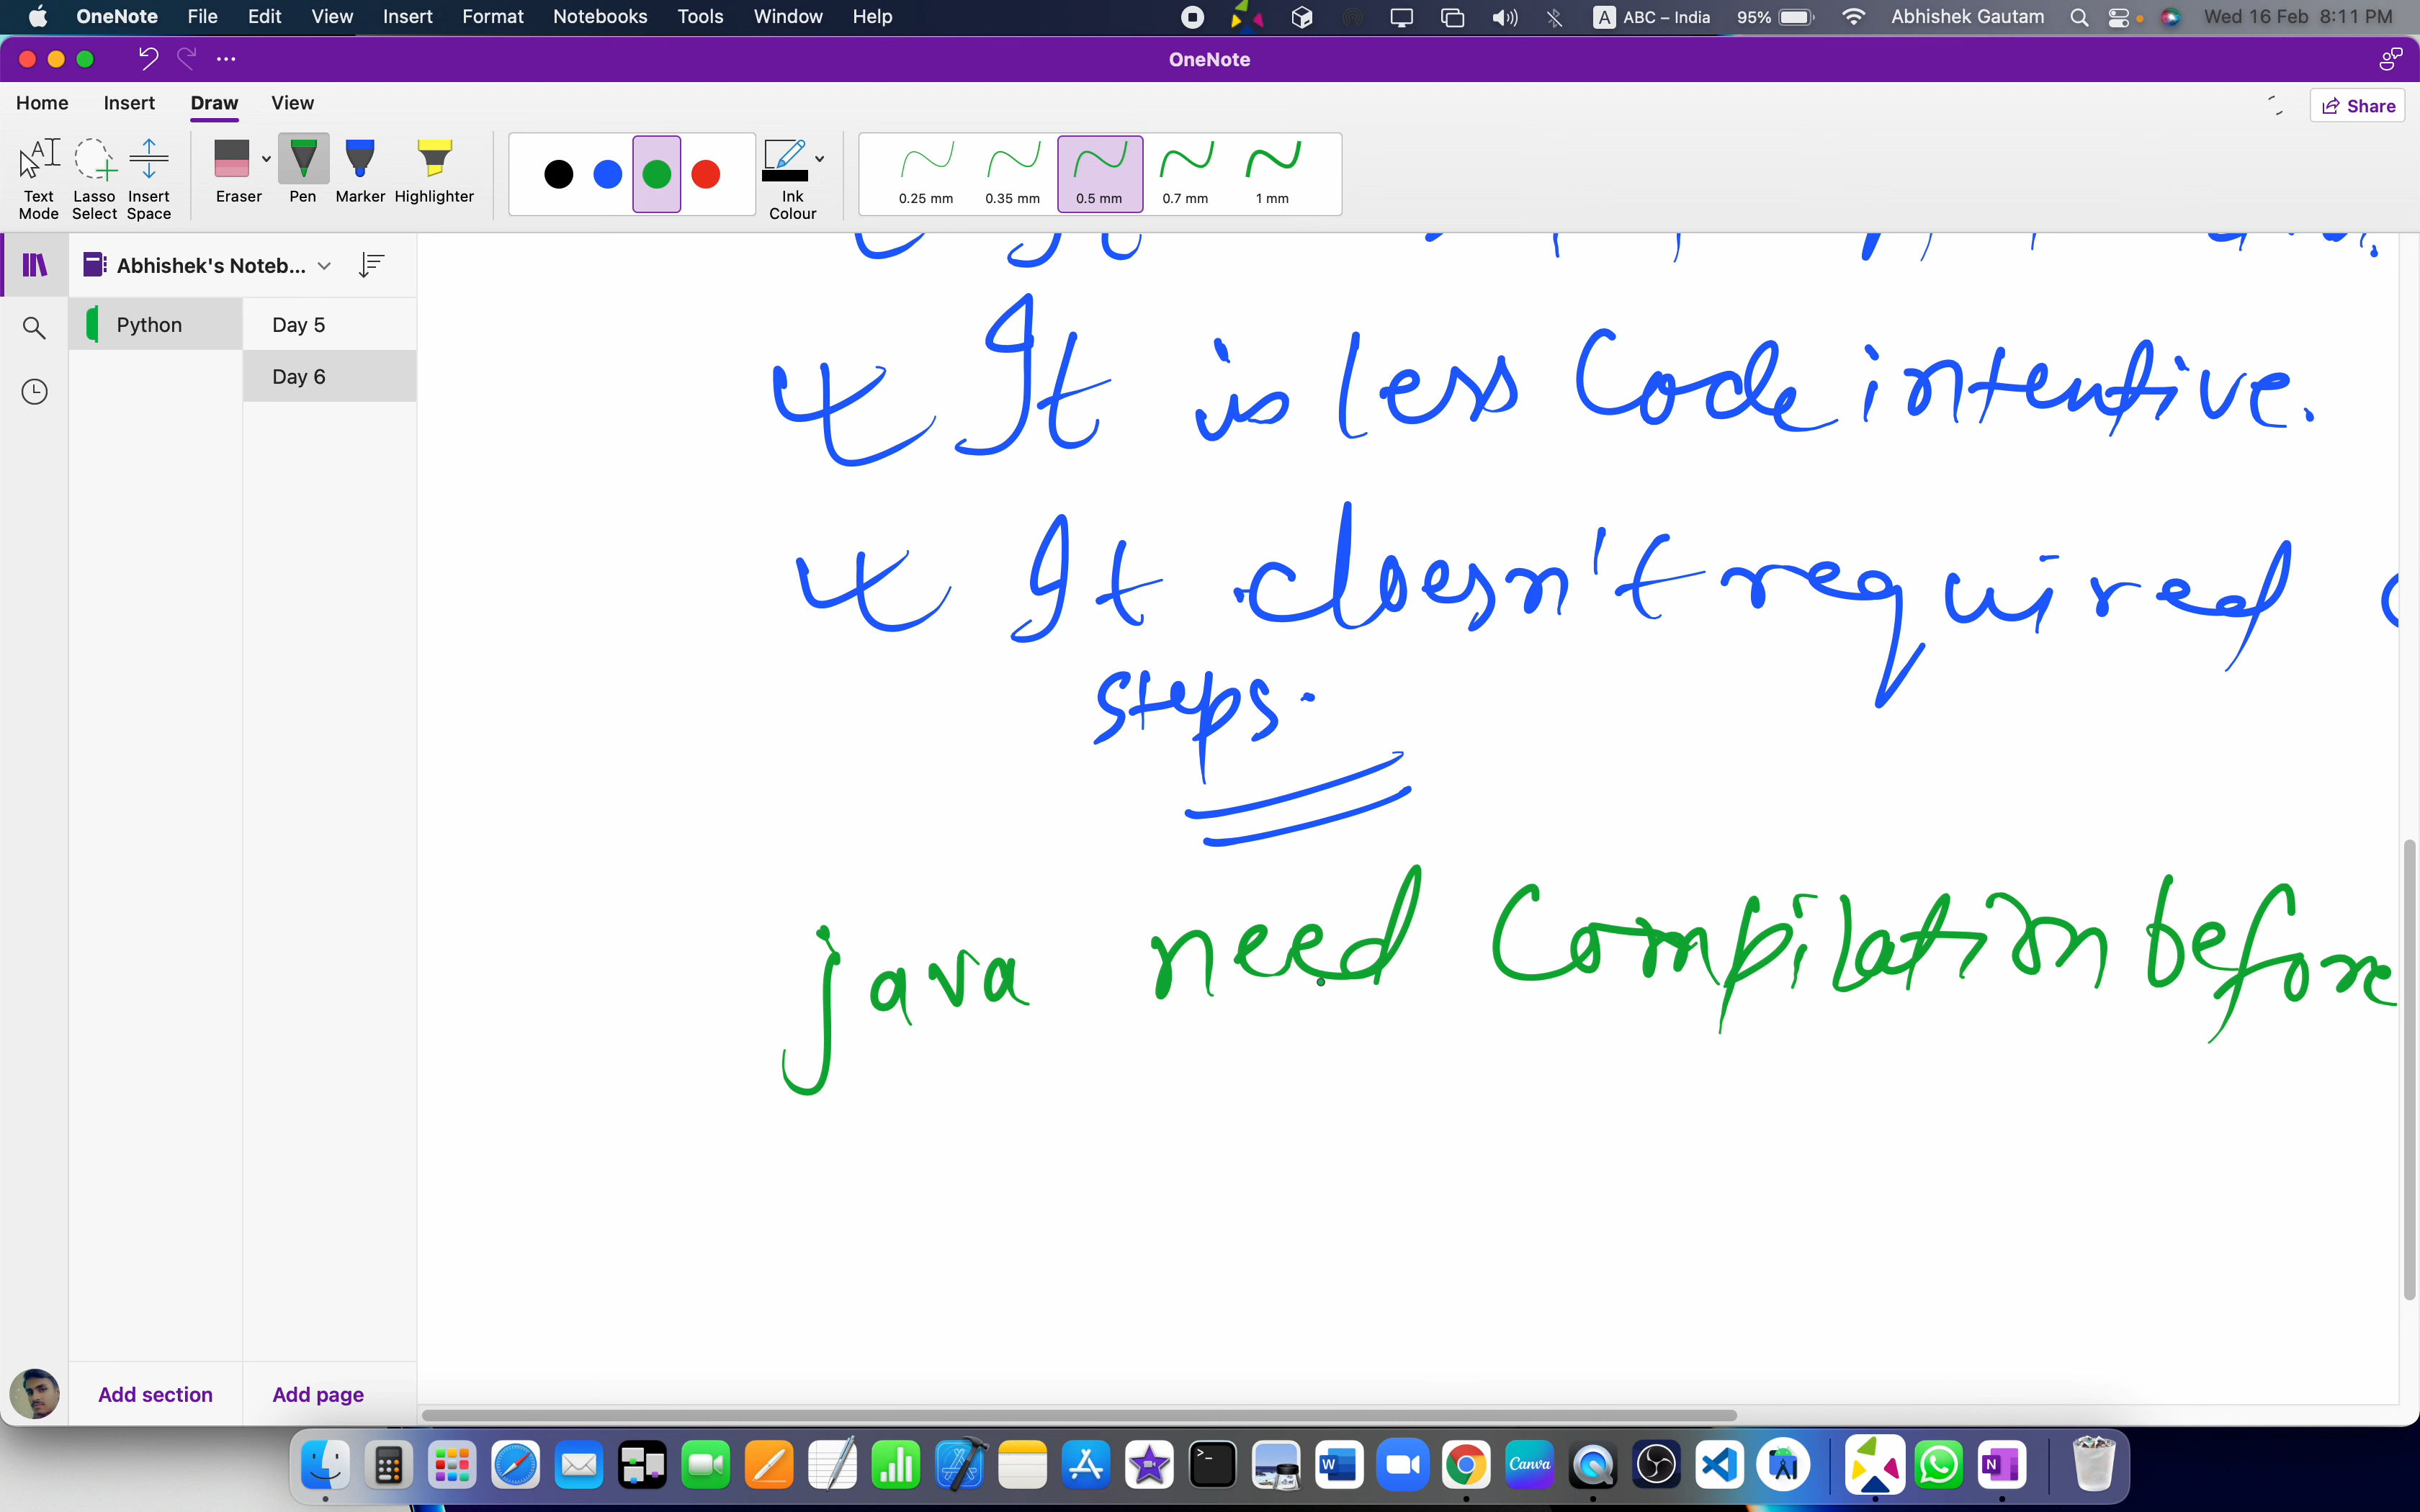 OneNote File Edit View Insert Format Notebooks Tools Window Help A ABC – India 95% Abhishek Gautam Wed 16 Feb 8:11 PM
OneNote
Home Insert Draw View Share
Text Mode
Lasso Select
Insert Space
Eraser
Pen
Marker
Highlighter
Ink Colour
0.25 mm 0.35 mm 0.5 mm 0.7 mm 1 mm
Abhishek's Noteb...
Python Day 5
Day 6
It is less Code intentive.
It doesn't required
steps.
java need Compilation before
Add section Add page
W Canva N